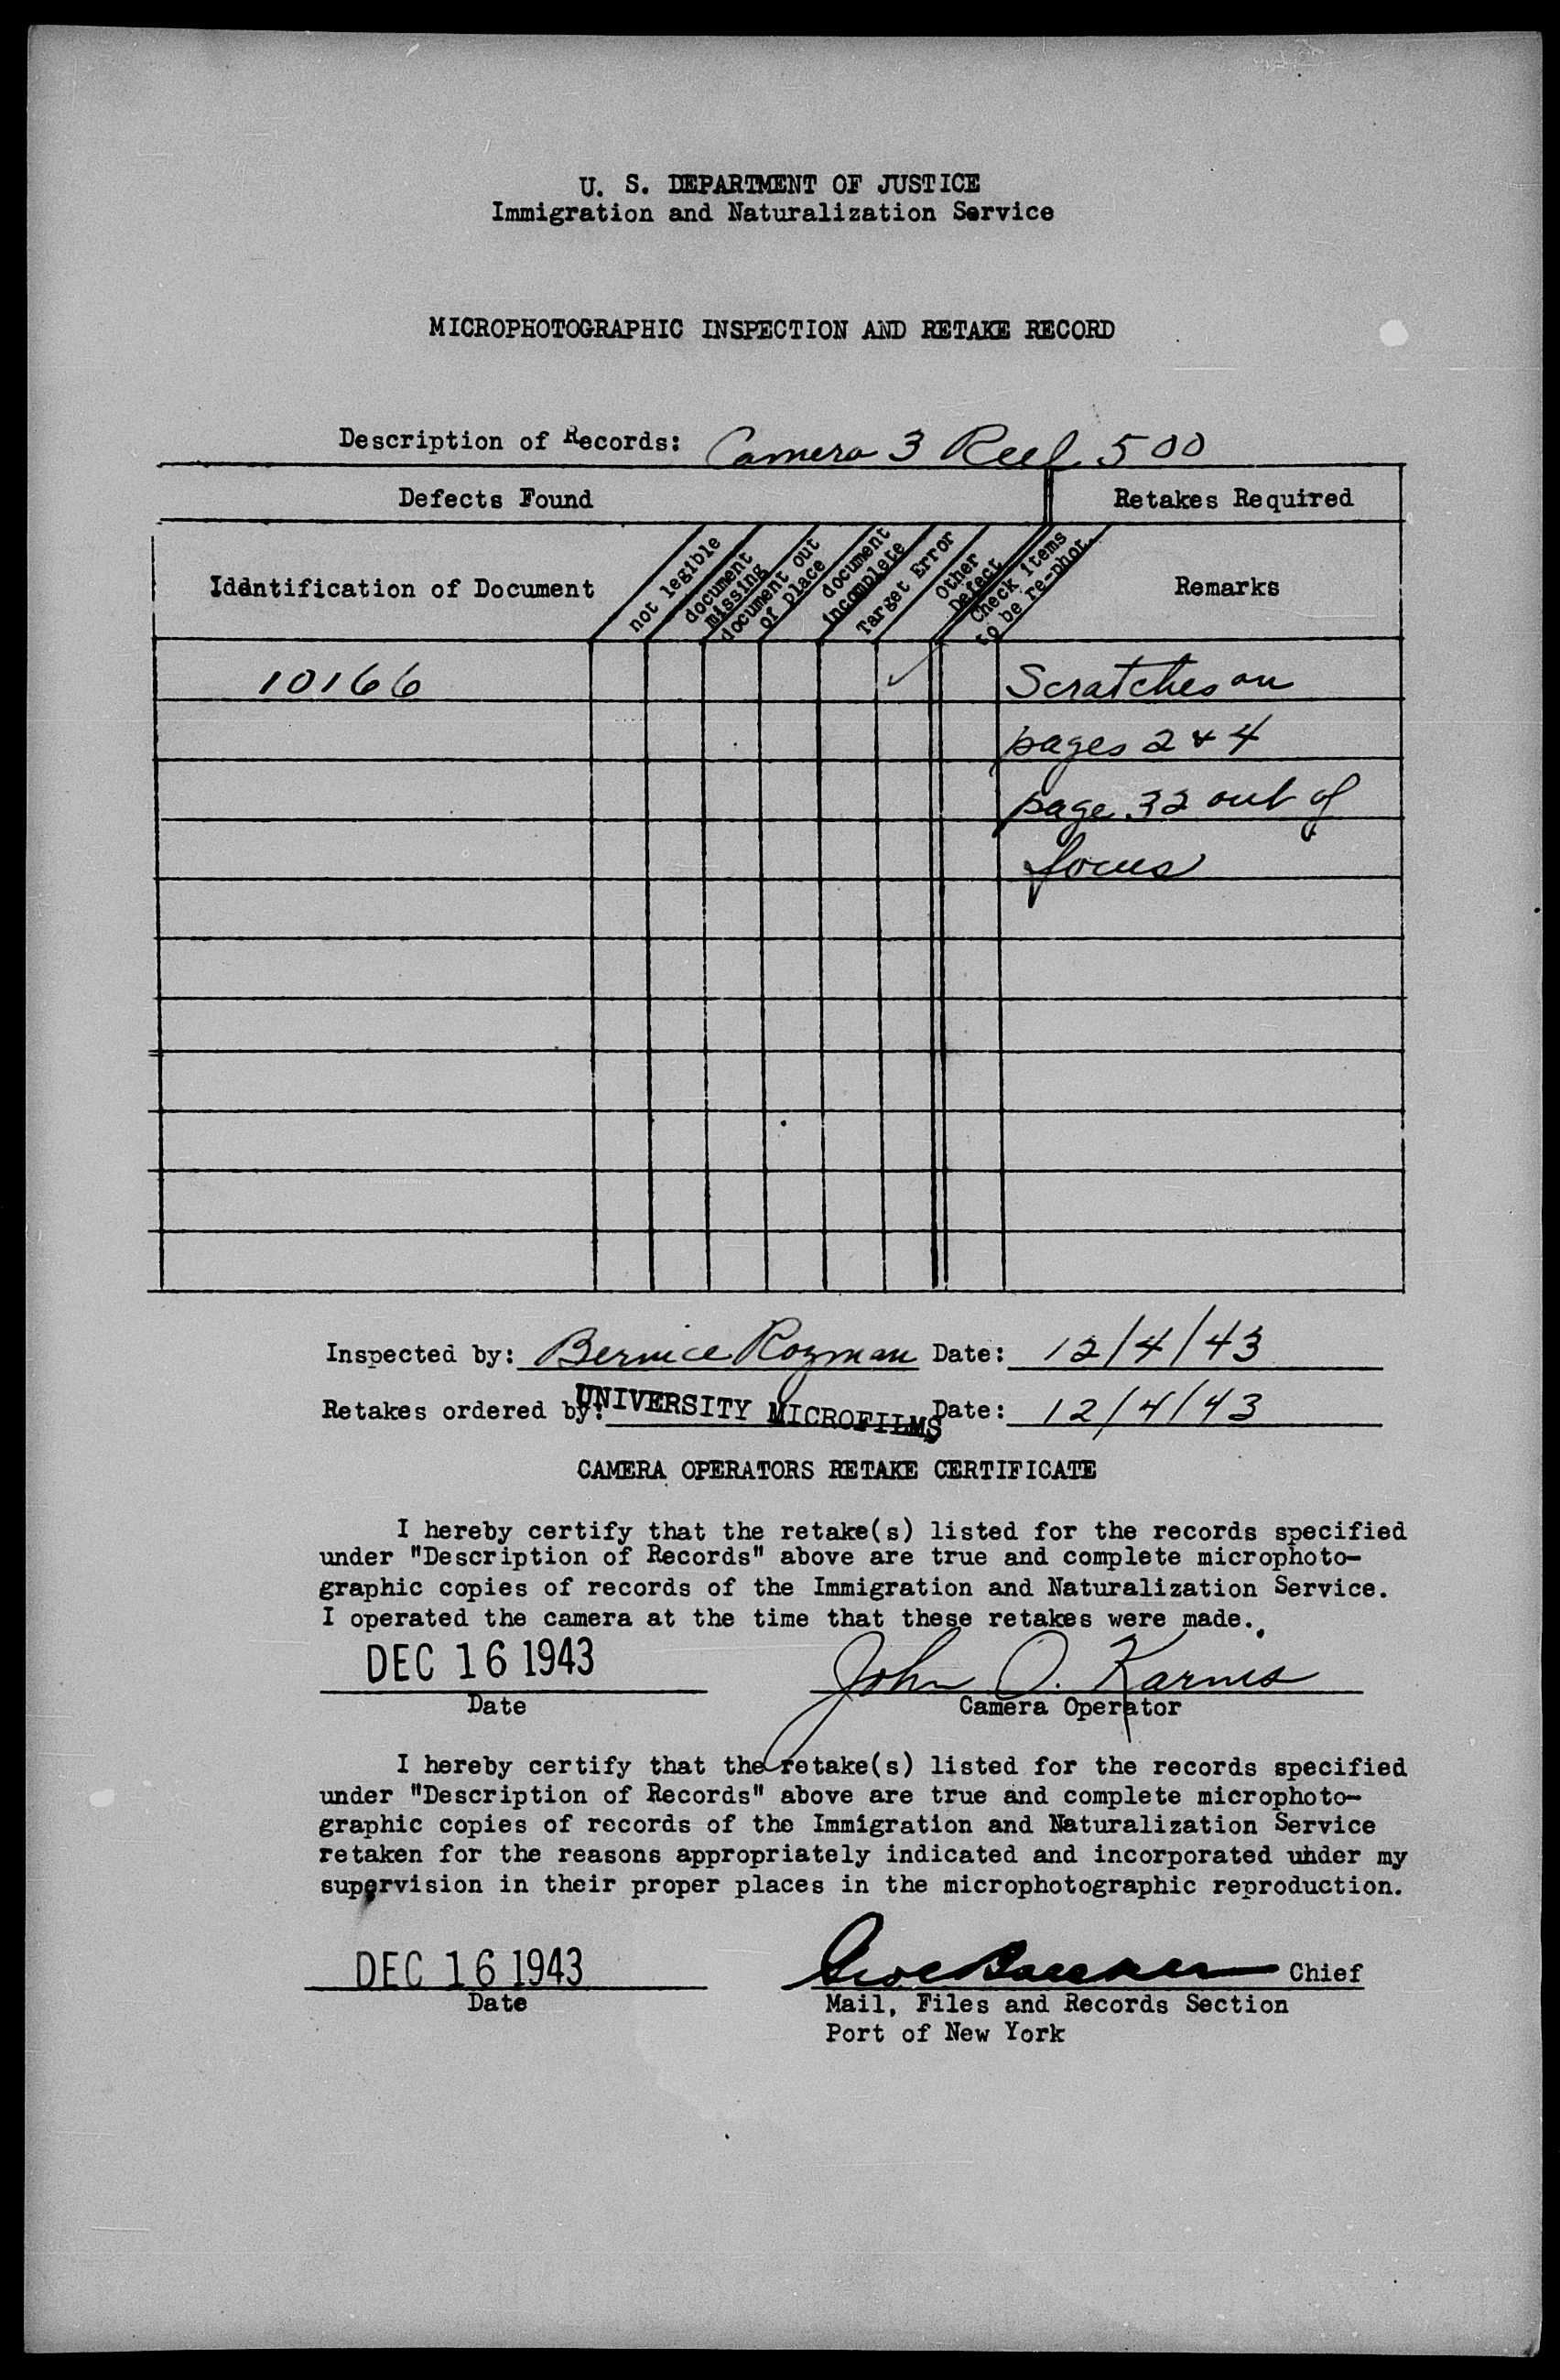 U. S. DEPARTMENT OF JUSTICE
Immigration and Naturalization Service
MICROPHOTOGRAPHIC INSPECTION AND RETAKE RECORD
Description of Records: Camera 3 Reel 500
Defects Found
Retakes Required
Identification of Document
not legible
document missing
document out of place
document incomplete
Target Error
Other Defect
Check items to be re-phot.
Remarks
10166 ✓ Scratches on
pages 2 & 4
page 32 out of
focus
Inspected by: Bernice Rozman Date: 12/4/43
Retakes ordered by: UNIVERSITY MICROFILMS Date: 12/4/43
CAMERA OPERATORS RETAKE CERTIFICATE
I hereby certify that the retake(s) listed for the records specified
under "Description of Records" above are true and complete microphoto-
graphic copies of records of the Immigration and Naturalization Service.
I operated the camera at the time that these retakes were made.
DEC 16 1943 John O. Karns
Date Camera Operator
I hereby certify that the retake(s) listed for the records specified
under "Description of Records" above are true and complete microphoto-
graphic copies of records of the Immigration and Naturalization Service
retaken for the reasons appropriately indicated and incorporated under my
supervision in their proper places in the microphotographic reproduction.
DEC 16 1943 Chief
Date Mail, Files and Records Section
Port of New York